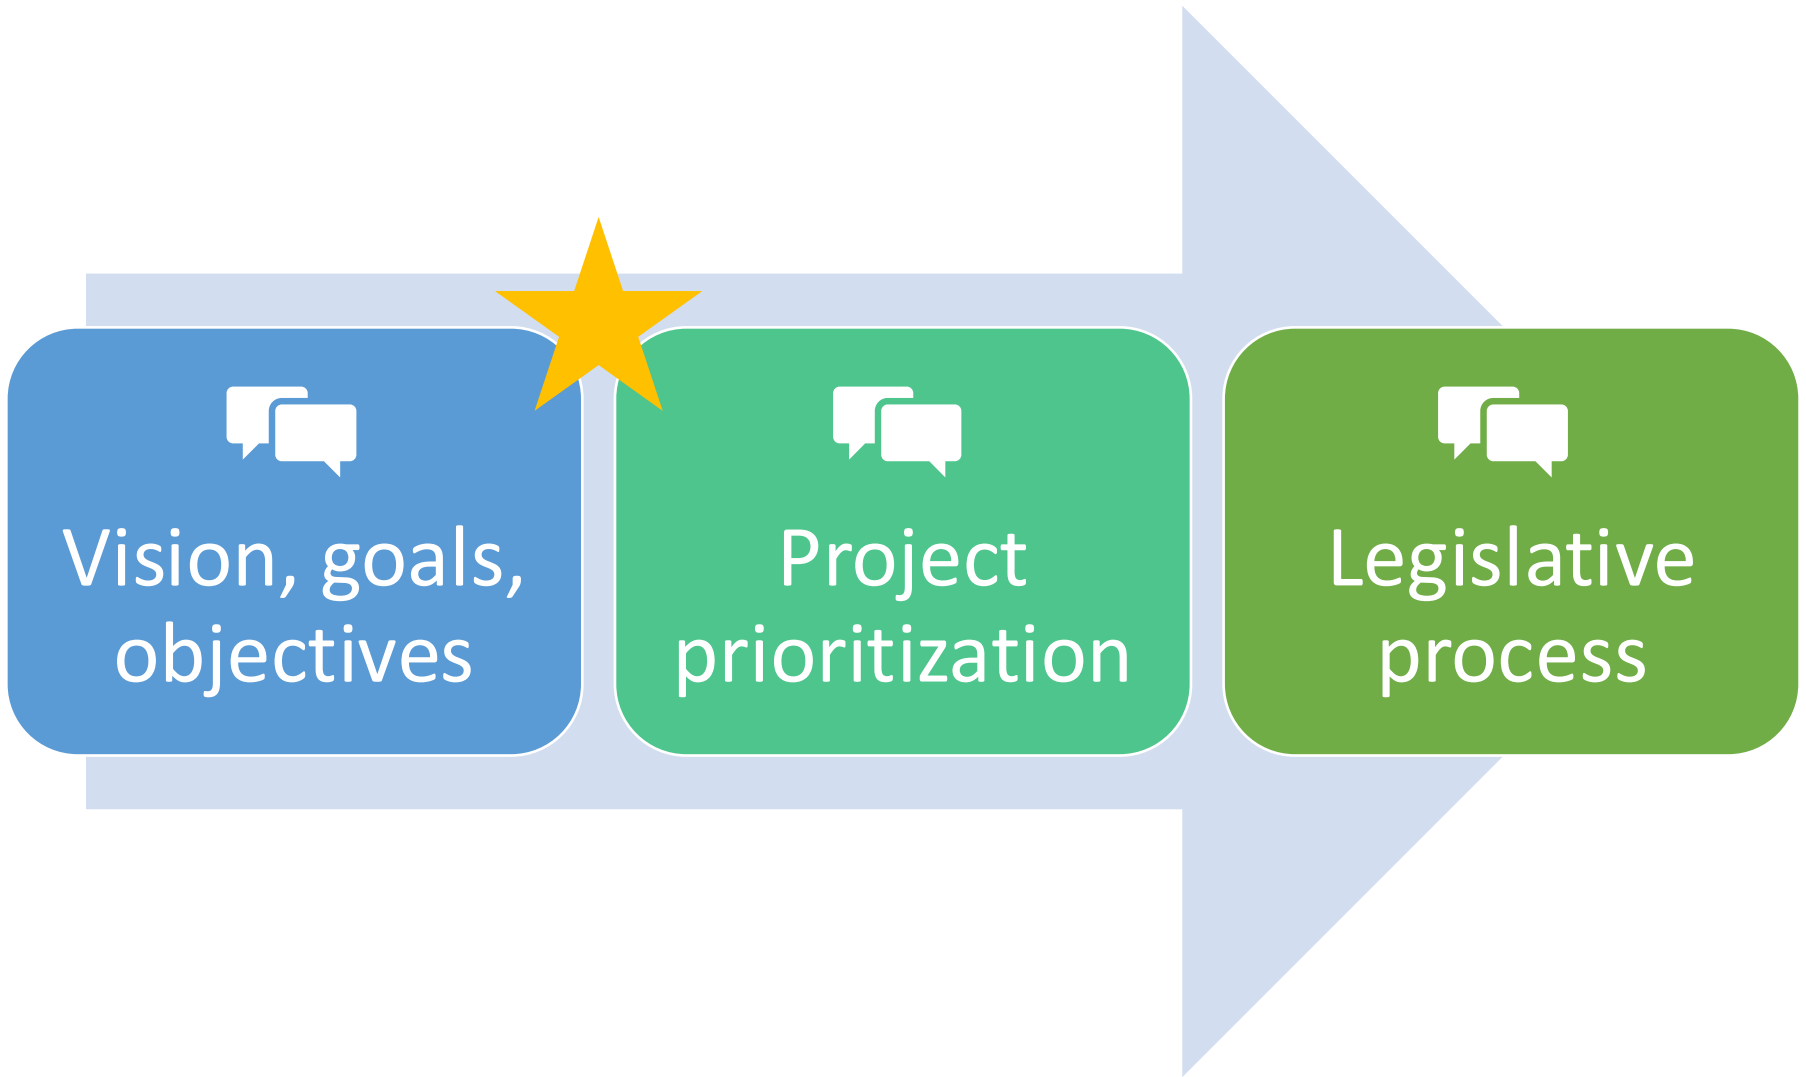 Vision, goals,
objectives
Project
prioritization
Legislative
process